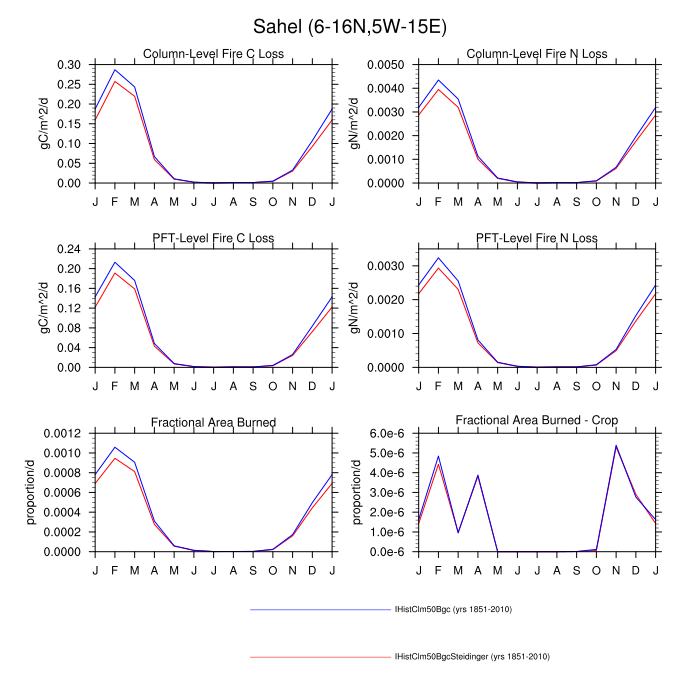 Sahel (6-16N,5W-15E)
Column-Level Fire C Loss
gC/m^2/d
0.30
0.25
0.20
0.15
0.10
0.05
0.00
J F M A M J J A S O N D J
Column-Level Fire N Loss
gN/m^2/d
0.0050
0.0040
0.0030
0.0020
0.0010
0.0000
J F M A M J J A S O N D J
PFT-Level Fire C Loss
gC/m^2/d
0.24
0.20
0.16
0.12
0.08
0.04
0.00
J F M A M J J A S O N D J
PFT-Level Fire N Loss
gN/m^2/d
0.0030
0.0020
0.0010
0.0000
J F M A M J J A S O N D J
Fractional Area Burned
proportion/d
0.0012
0.0010
0.0008
0.0006
0.0004
0.0002
0.0000
J F M A M J J A S O N D J
Fractional Area Burned - Crop
proportion/d
6.0e-6
5.0e-6
4.0e-6
3.0e-6
2.0e-6
1.0e-6
0.0e-6
J F M A M J J A S O N D J
IHistClm50Bgc (yrs 1851-2010)
IHistClm50BgcSteidinger (yrs 1851-2010)